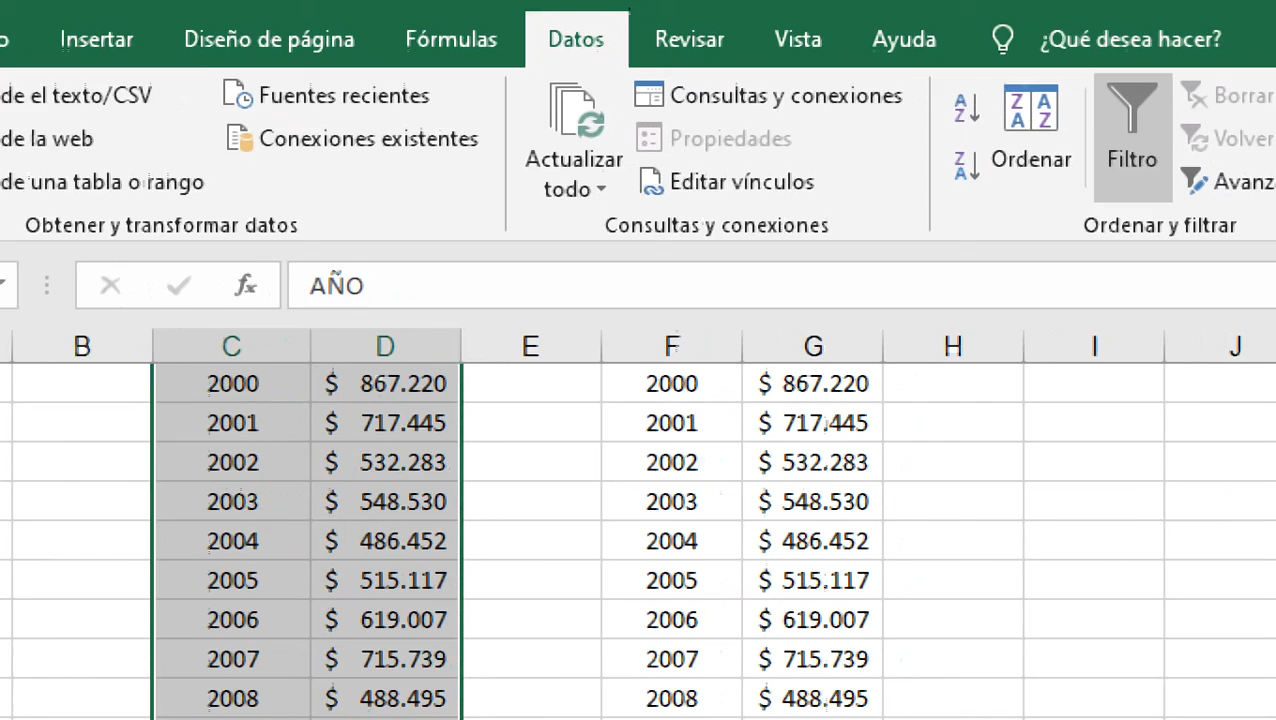 Insertar Diseño de página Fórmulas Datos Revisar Vista Ayuda ¿Qué desea hacer?
de el texto/CSV Fuentes recientes Consultas y conexiones Borrar
de la web Conexiones existentes Propiedades Volver
Actualizar todo Ordenar Filtro
de una tabla o rango Editar vínculos Avanz
Obtener y transformar datos Consultas y conexiones Ordenar y filtrar
fx AÑO
B C D E F G H I J
2000 $ 867.220 2000 $ 867.220
2001 $ 717.445 2001 $ 717.445
2002 $ 532.283 2002 $ 532.283
2003 $ 548.530 2003 $ 548.530
2004 $ 486.452 2004 $ 486.452
2005 $ 515.117 2005 $ 515.117
2006 $ 619.007 2006 $ 619.007
2007 $ 715.739 2007 $ 715.739
2008 $ 488.495 2008 $ 488.495